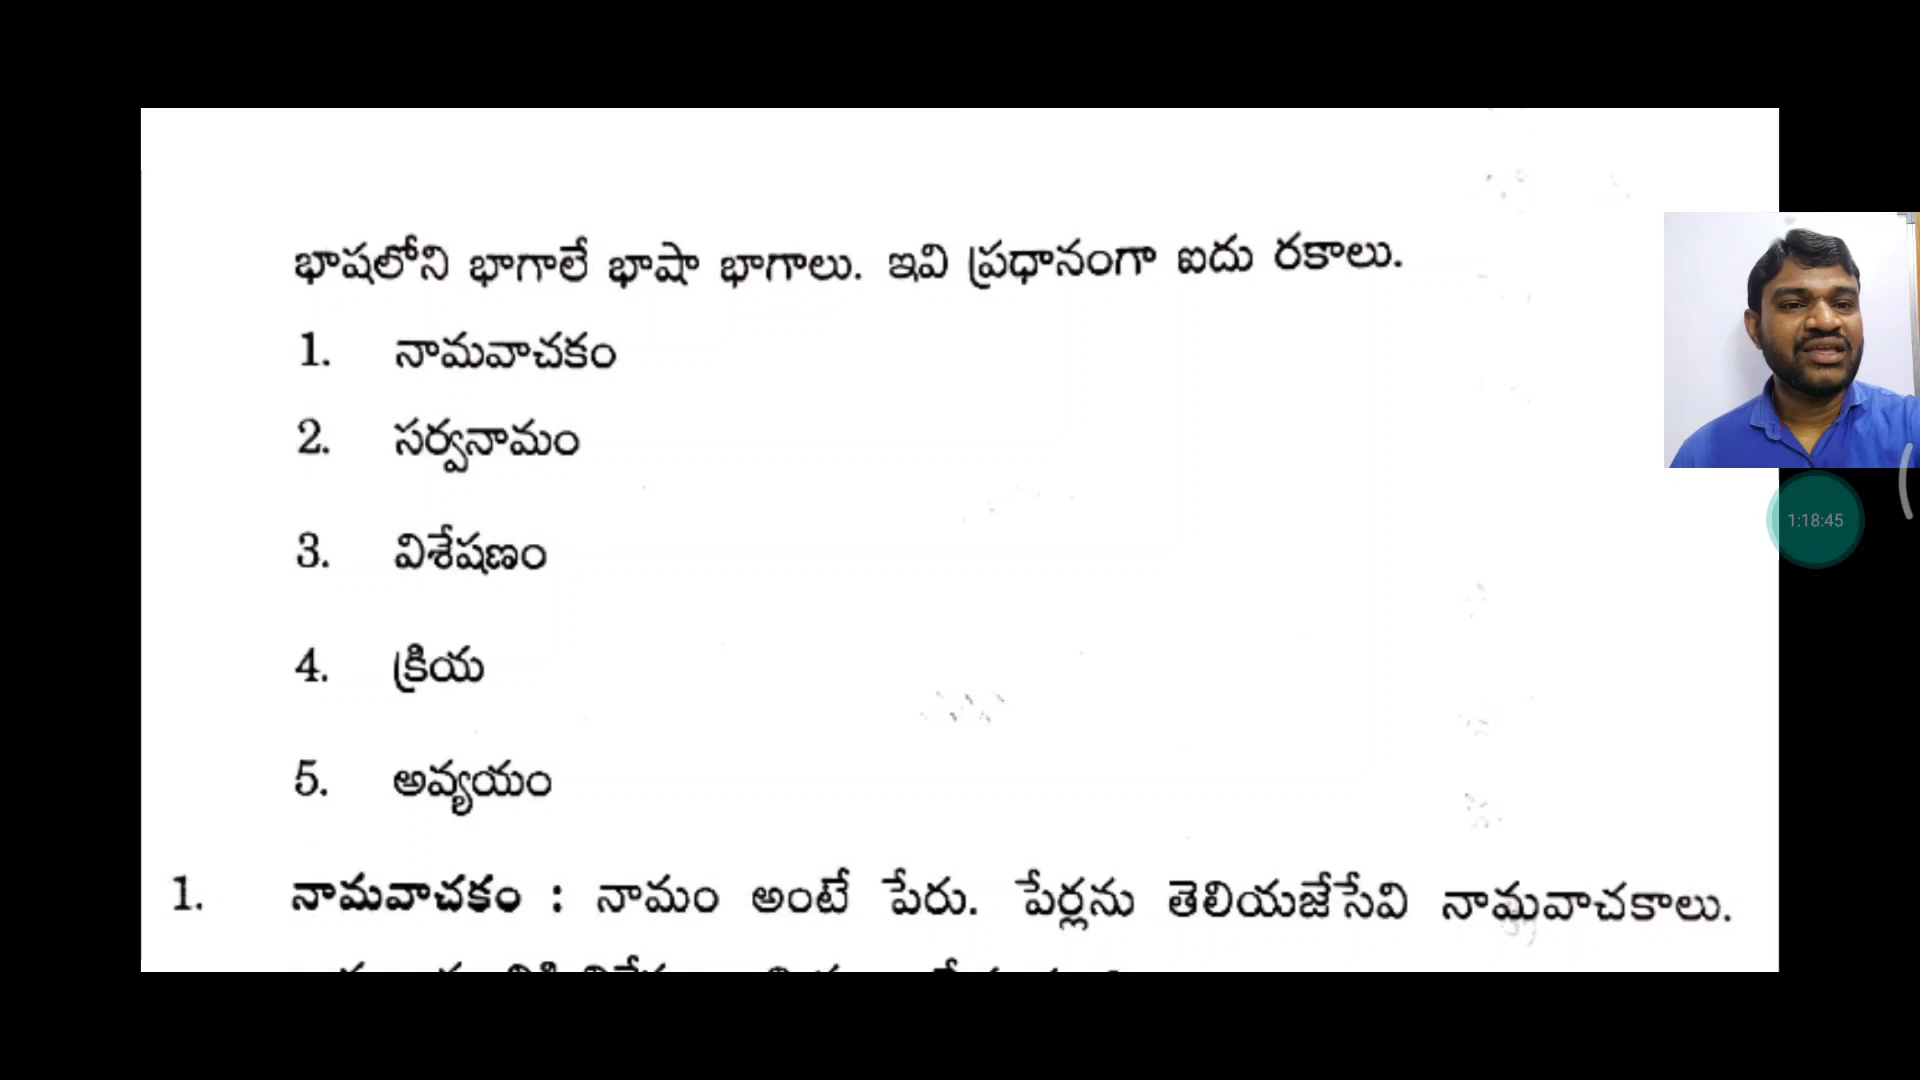 భాషలోని భాగాలే భాషా భాగాలు. ఇవి ప్రధానంగా ఐదు రకాలు.
1. నామవాచకం
2. సర్వనామం
3. విశేషణం
4. క్రియ
5. అవ్యయం
1. నామవాచకం : నామం అంటే పేరు. పేర్లను తెలియజేసేవి నామవాచకాలు.
1:18:45